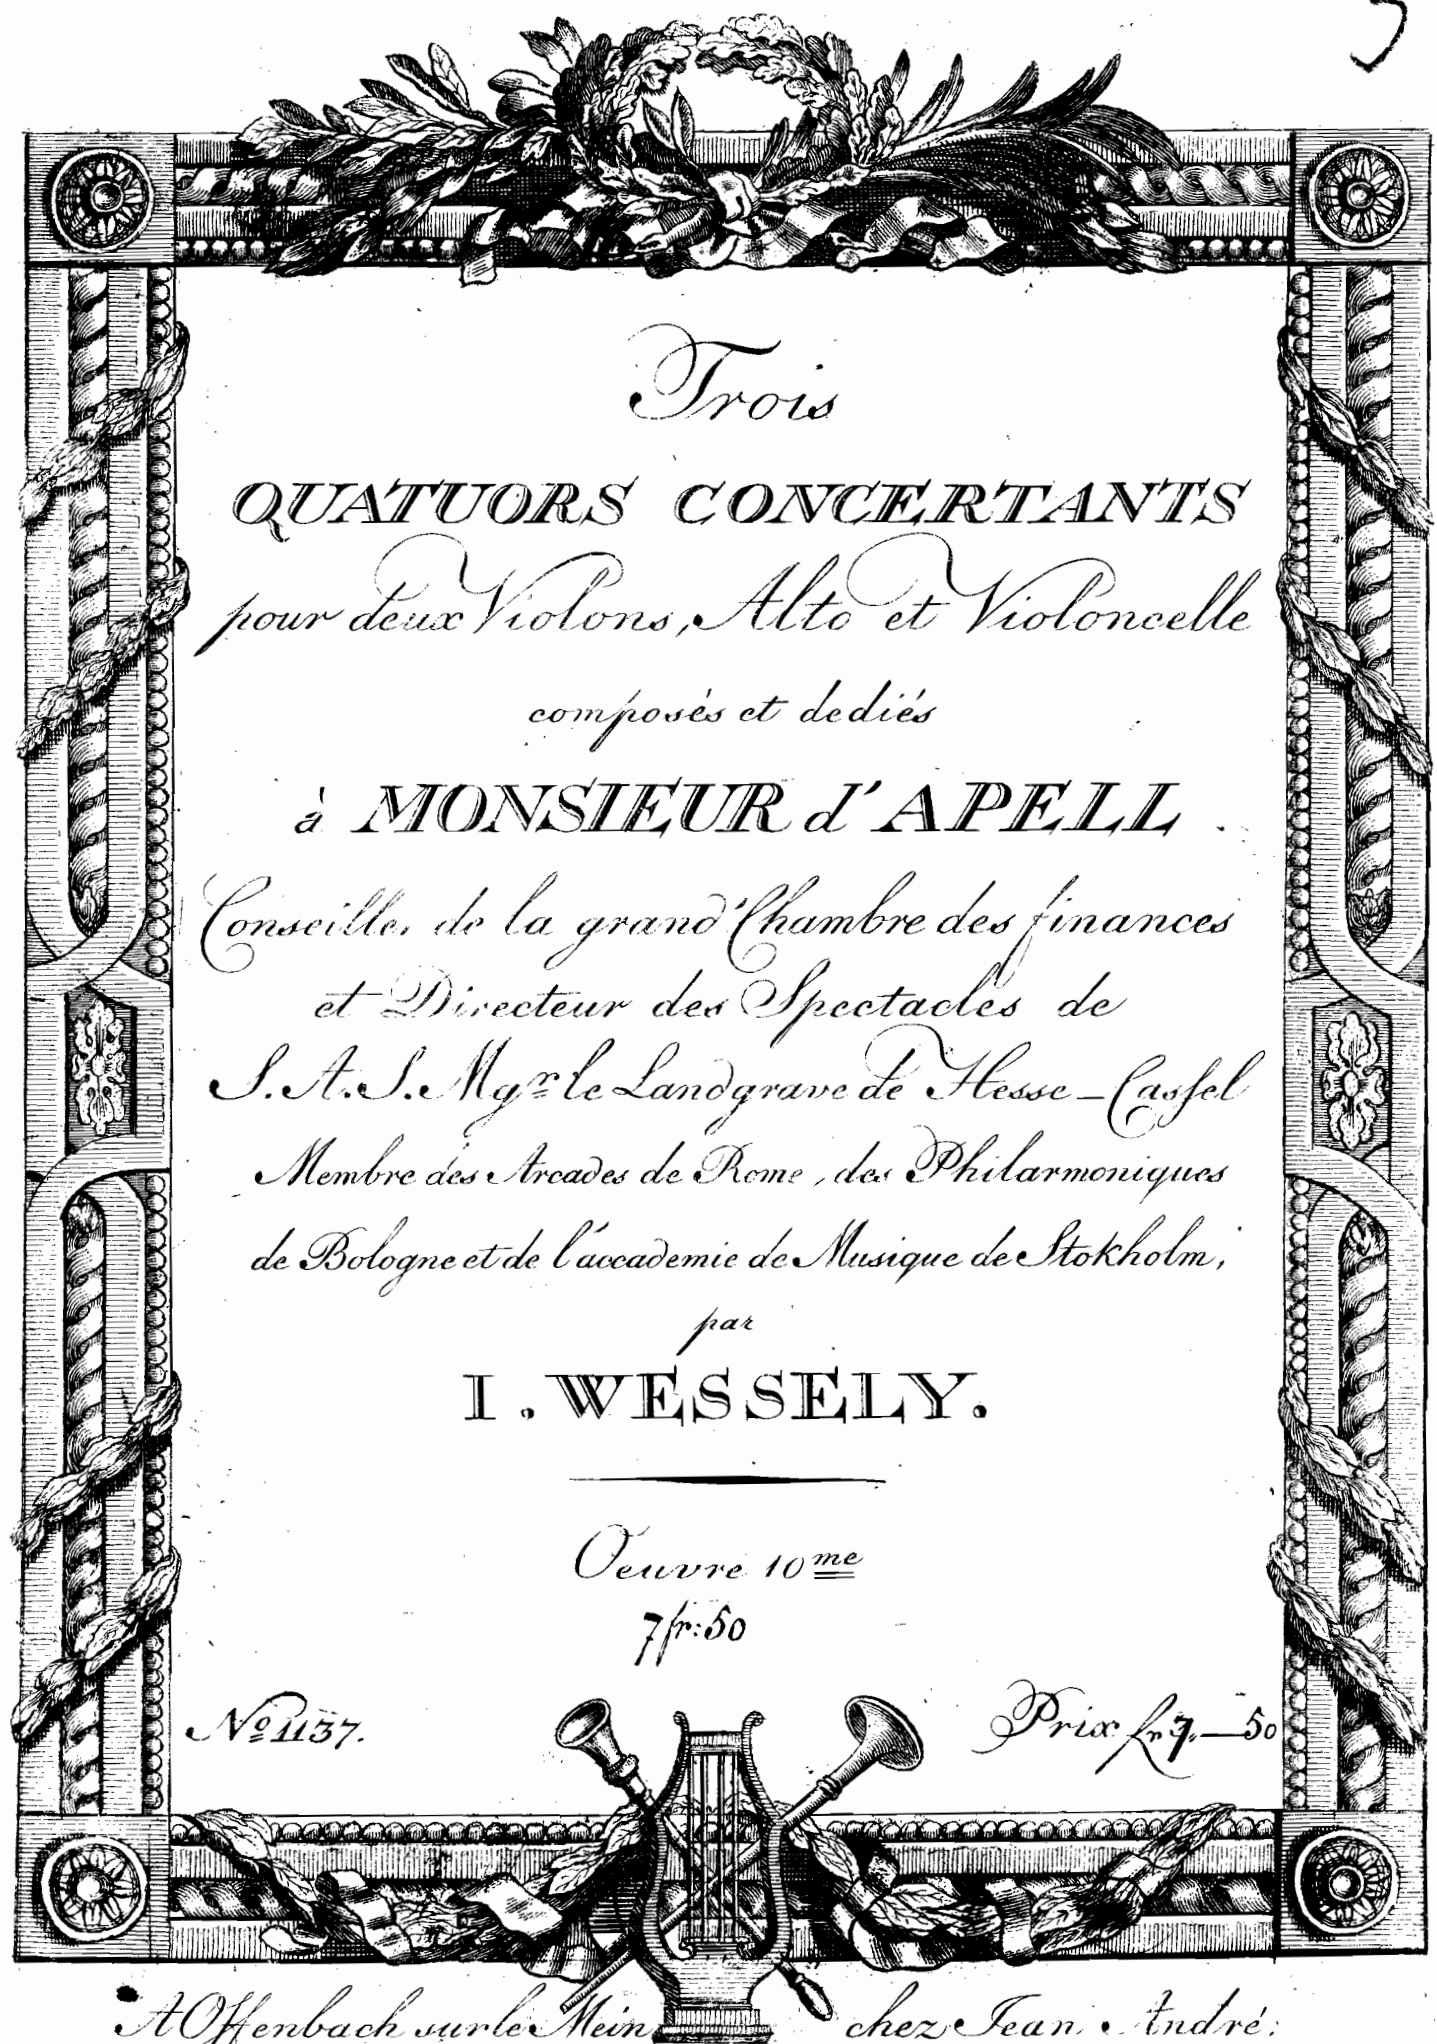 Trois
QUATUORS CONCERTANTS
pour deux Violons, Alto et Violoncelle
composés et dediés
à MONSIEUR d'APELL
Conseiller de la grand' Chambre des finances
et Directeur des Spectacles de
S. A. S. Mgr le Landgrave de Hesse-Cassel
Membre des Arcades de Rome, des Philarmoniques
de Bologne et de l'accademie de Musique de Stokholm,
par
I. WESSELY.
Oeuvre 10me
7fr: 50
No 1137. Prix fr 7.—50
A Offenbach sur le Mein chez Jean André.